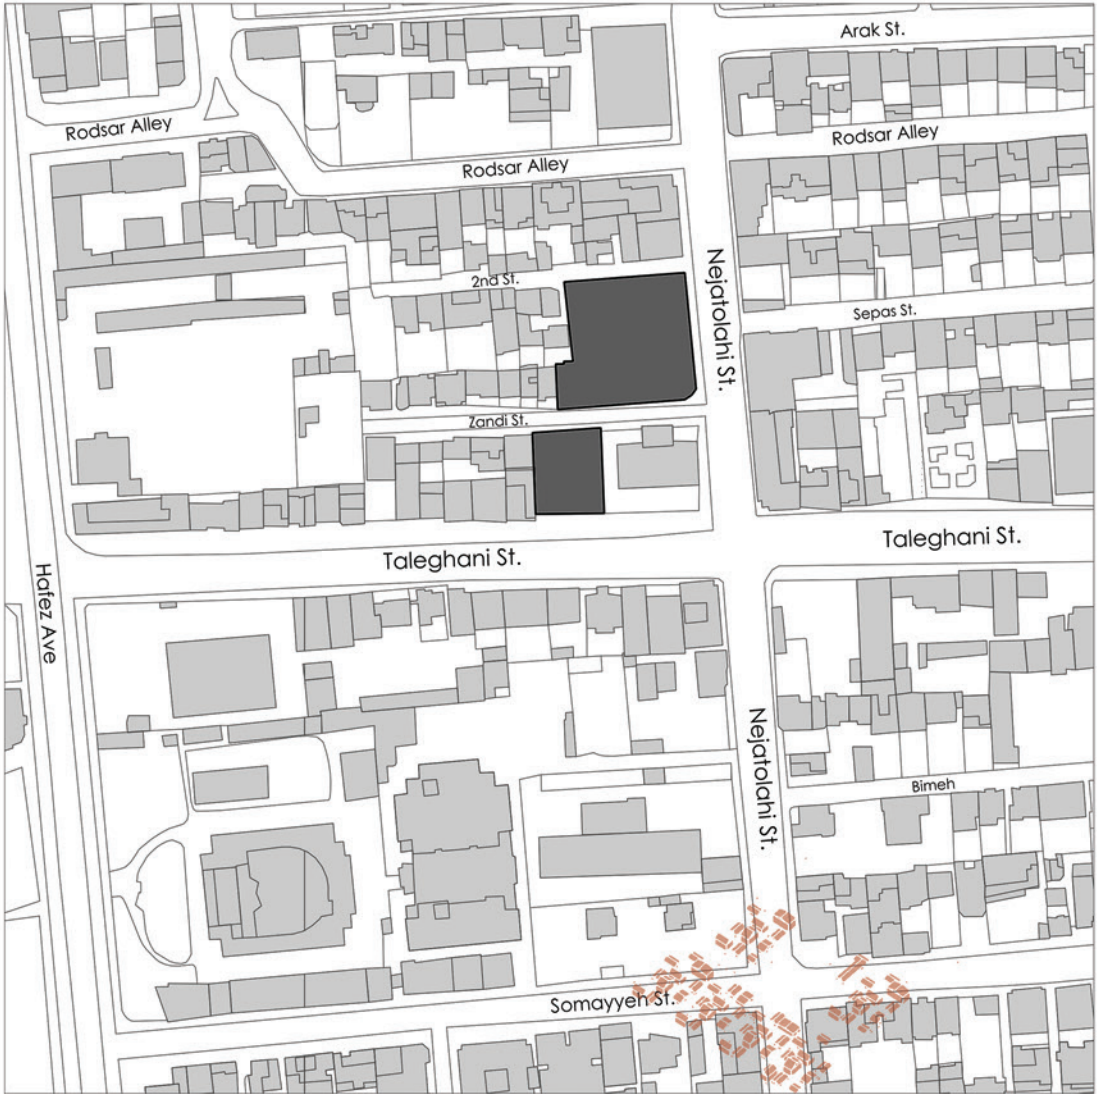 Arak St.
Rodsar Alley
Rodsar Alley
Rodsar Alley
2nd St.
Nejatolahi St.
Sepas St.
Zandi St.
Taleghani St.
Taleghani St.
Hafez Ave
Nejatolahi St.
Bimeh
Somayyeh St.